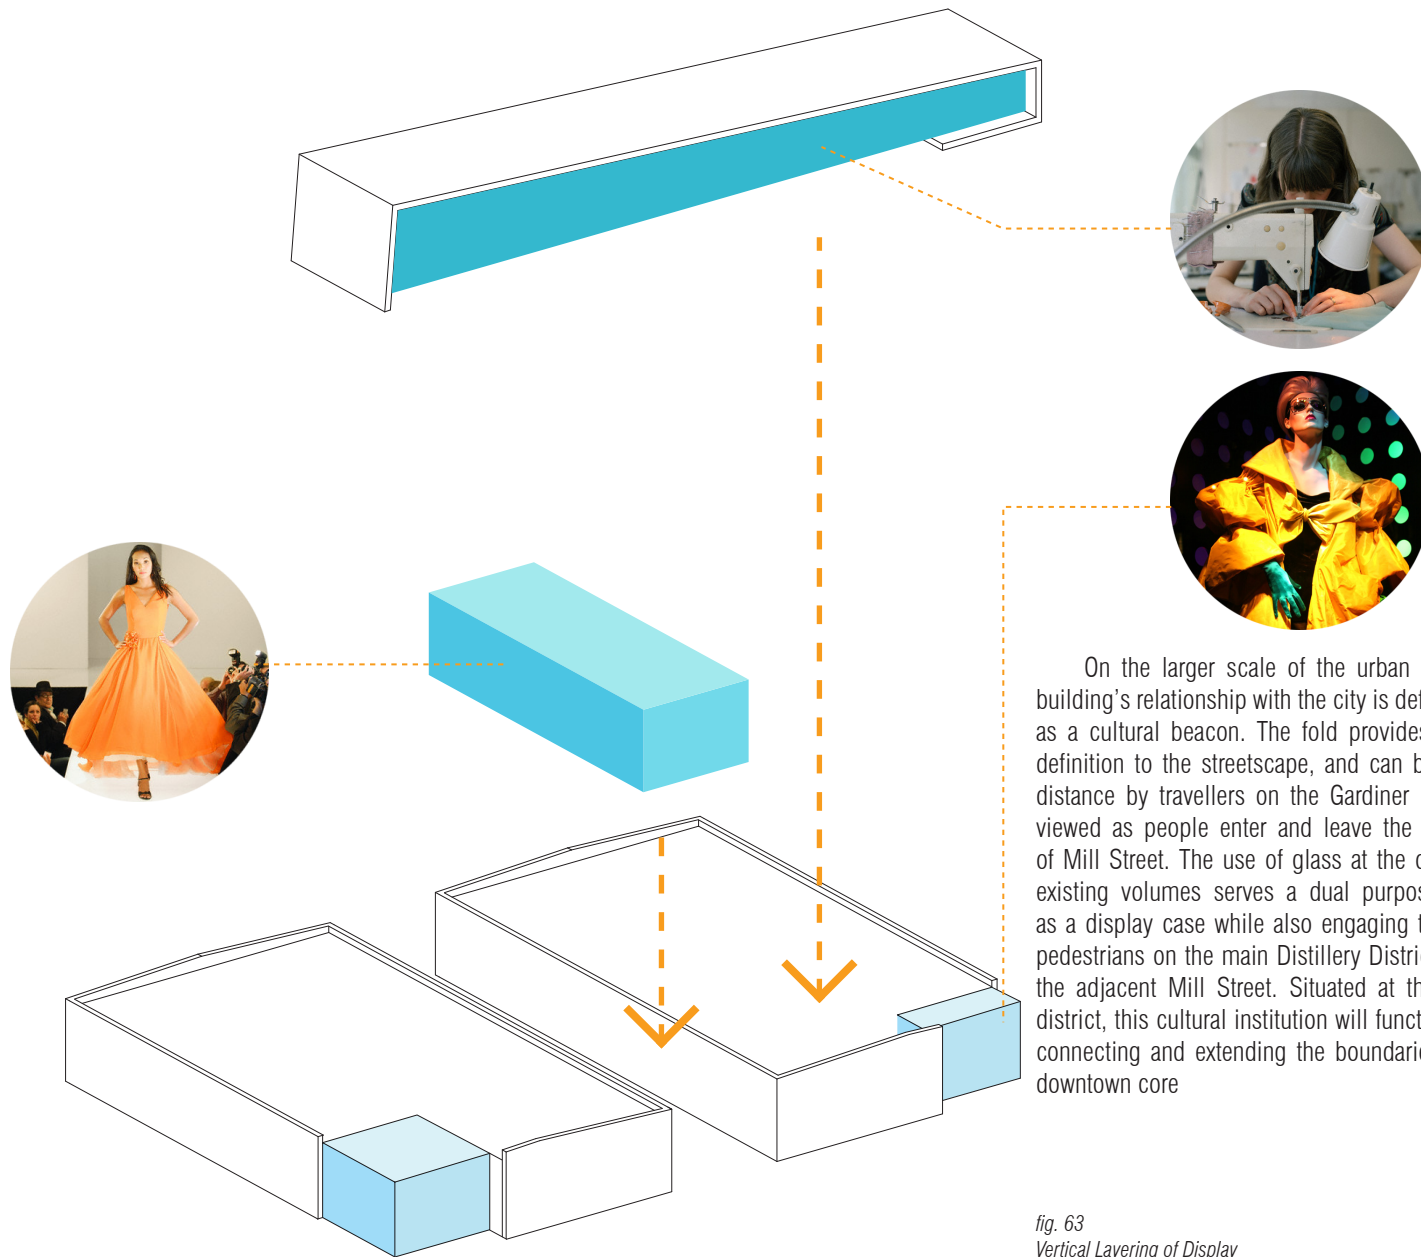 On the larger scale of the urban
building’s relationship with the city is
as a cultural beacon. The fold provides
definition to the streetscape, and can
distance by travellers on the Gardiner
viewed as people enter and leave the
of Mill Street. The use of glass at the
existing volumes serves a dual
as a display case while also engaging
pedestrians on the main Distillery
the adjacent Mill Street. Situated at
district, this cultural institution will
connecting and extending the
downtown core
fig. 63
Vertical Layering of Display